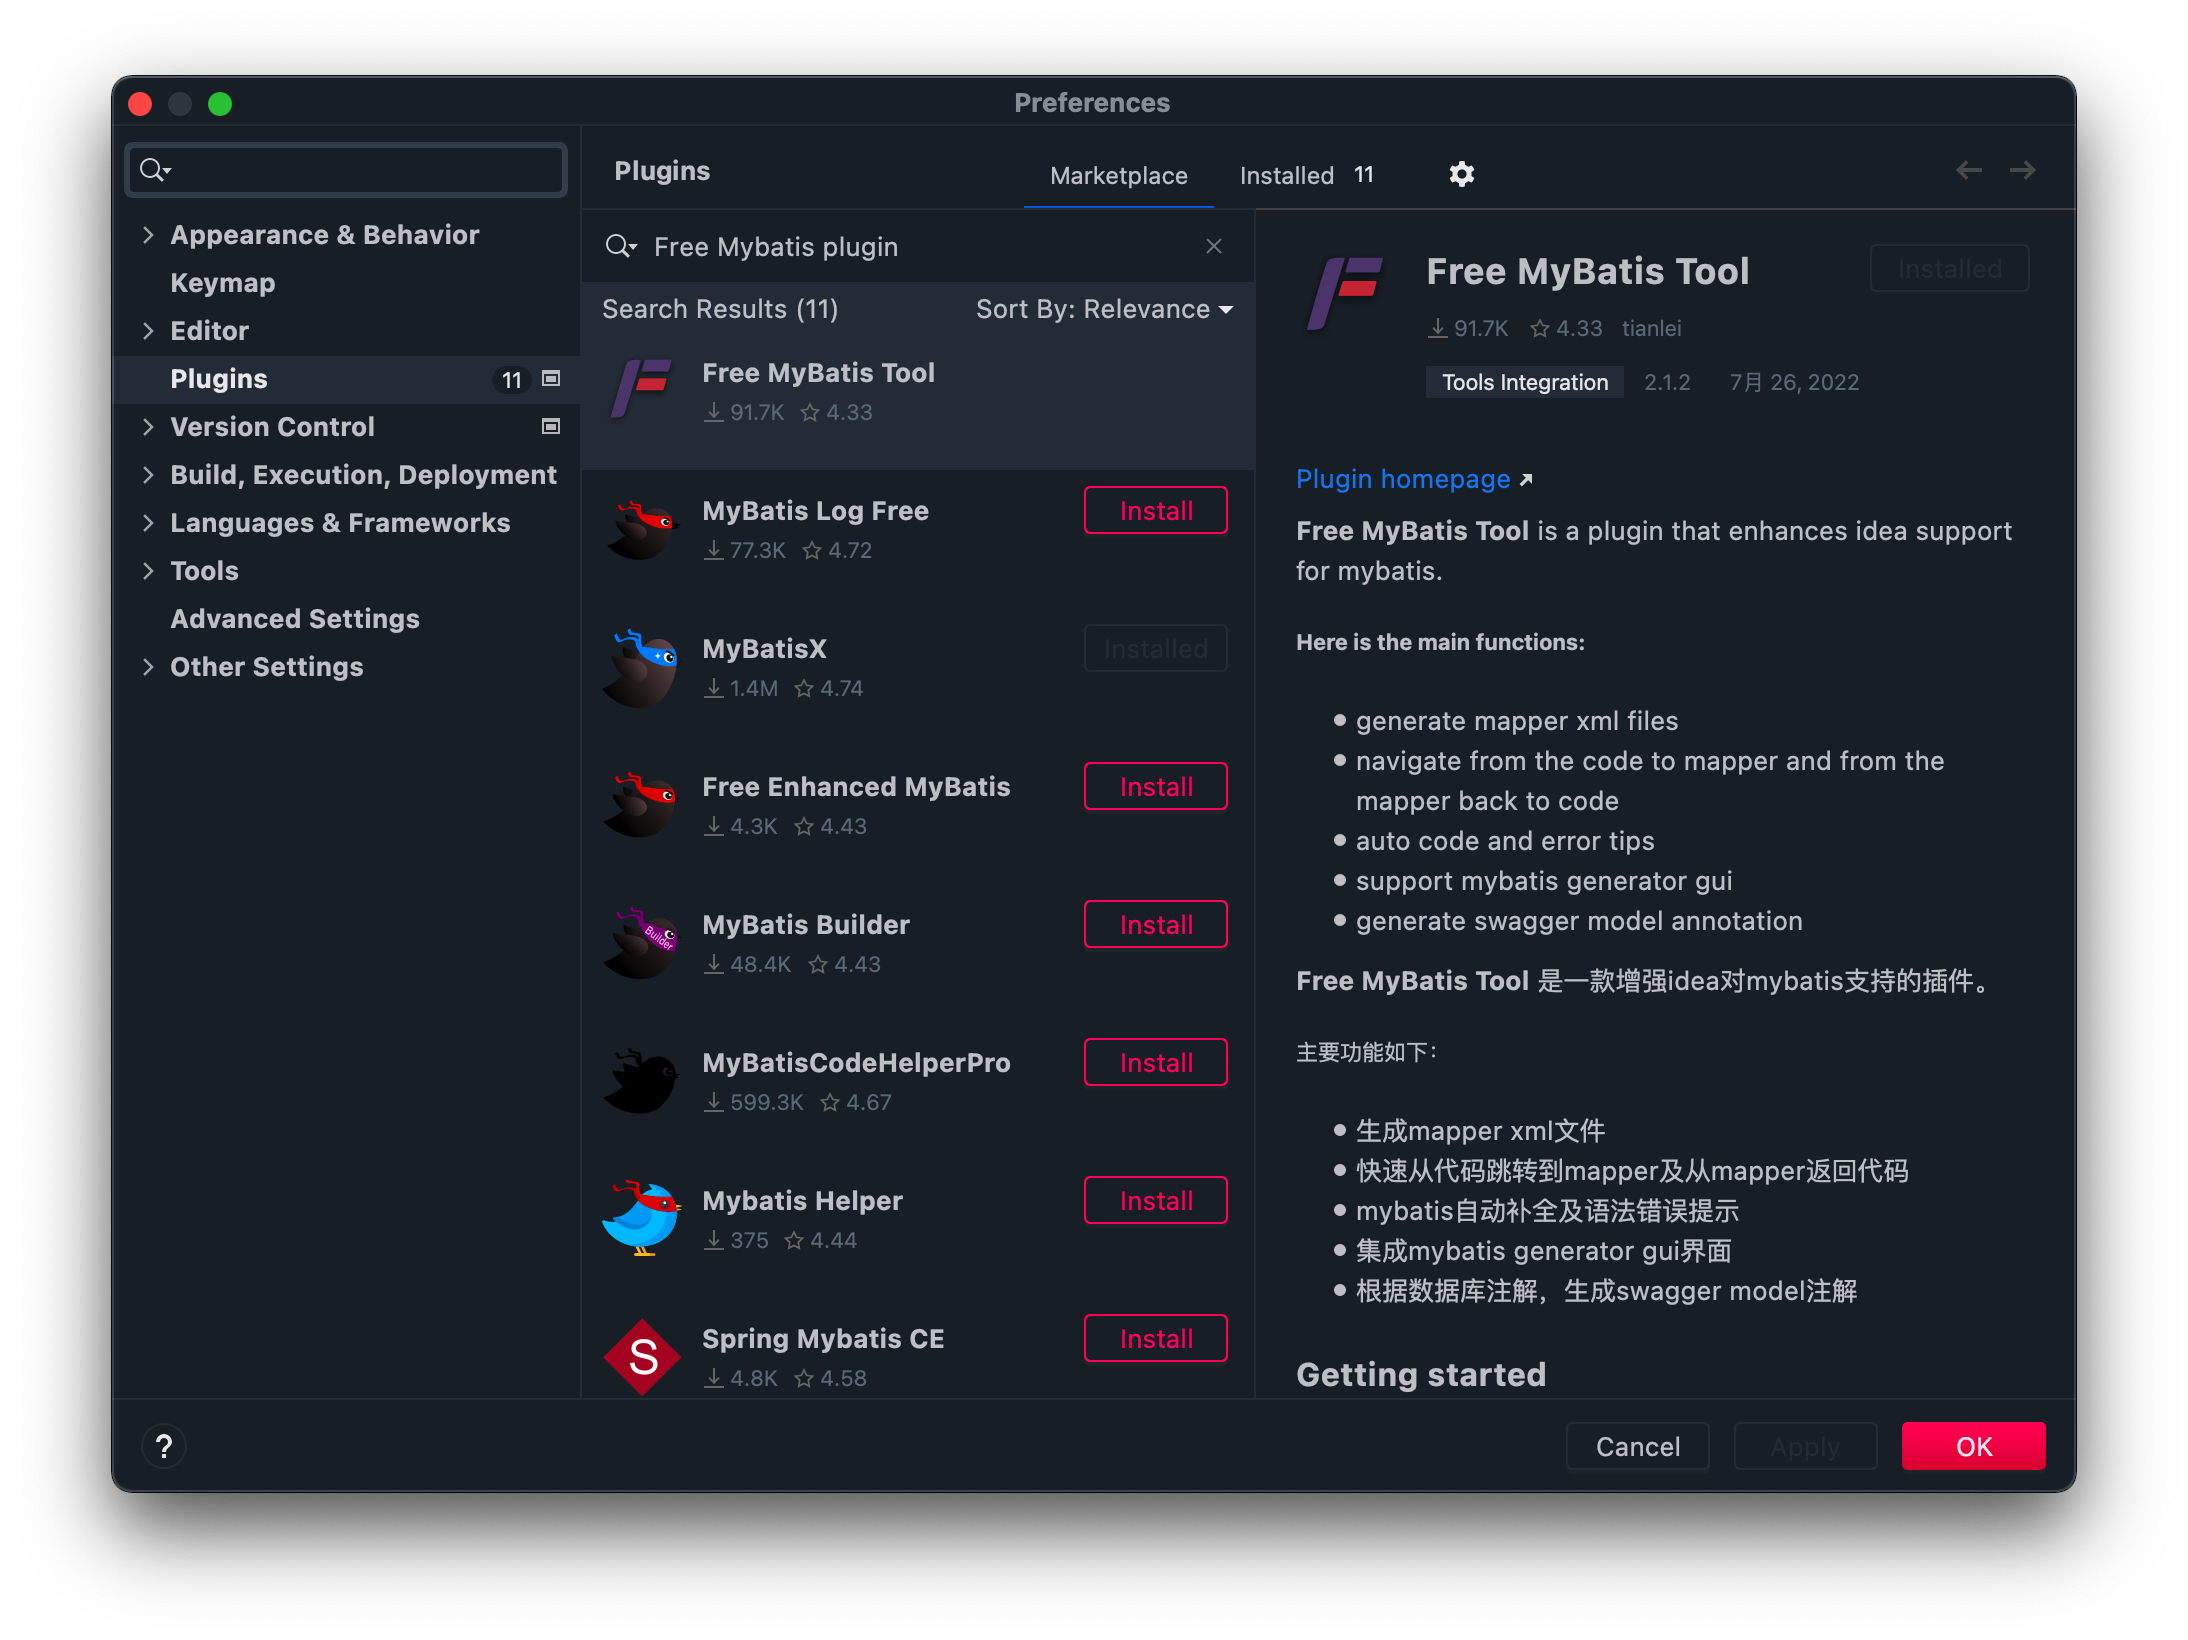 Preferences
Appearance & Behavior
Keymap
Editor
Plugins 11
Version Control
Build, Execution, Deployment
Languages & Frameworks
Tools
Advanced Settings
Other Settings
Plugins Marketplace Installed 11
Free Mybatis plugin
Search Results (11) Sort By: Relevance
Free MyBatis Tool
91.7K 4.33
MyBatis Log Free Install
77.3K 4.72
MyBatisX Installed
1.4M 4.74
Free Enhanced MyBatis Install
4.3K 4.43
Builder
MyBatis Builder Install
48.4K 4.43
MyBatisCodeHelperPro Install
599.3K 4.67
Mybatis Helper Install
375 4.44
S
Spring Mybatis CE Install
4.8K 4.58
Free MyBatis Tool Installed
91.7K 4.33 tianlei
Tools Integration 2.1.2 7月 26, 2022
Plugin homepage
Free MyBatis Tool is a plugin that enhances idea support
for mybatis.
Here is the main functions:
generate mapper xml files
navigate from the code to mapper and from the
mapper back to code
auto code and error tips
support mybatis generator gui
generate swagger model annotation
Free MyBatis Tool 是一款增强idea对mybatis支持的插件。
主要功能如下：
生成mapper xml文件
快速从代码跳转到mapper及从mapper返回代码
mybatis自动补全及语法错误提示
集成mybatis generator gui界面
根据数据库注解，生成swagger model注解
Getting started
? Cancel Apply OK